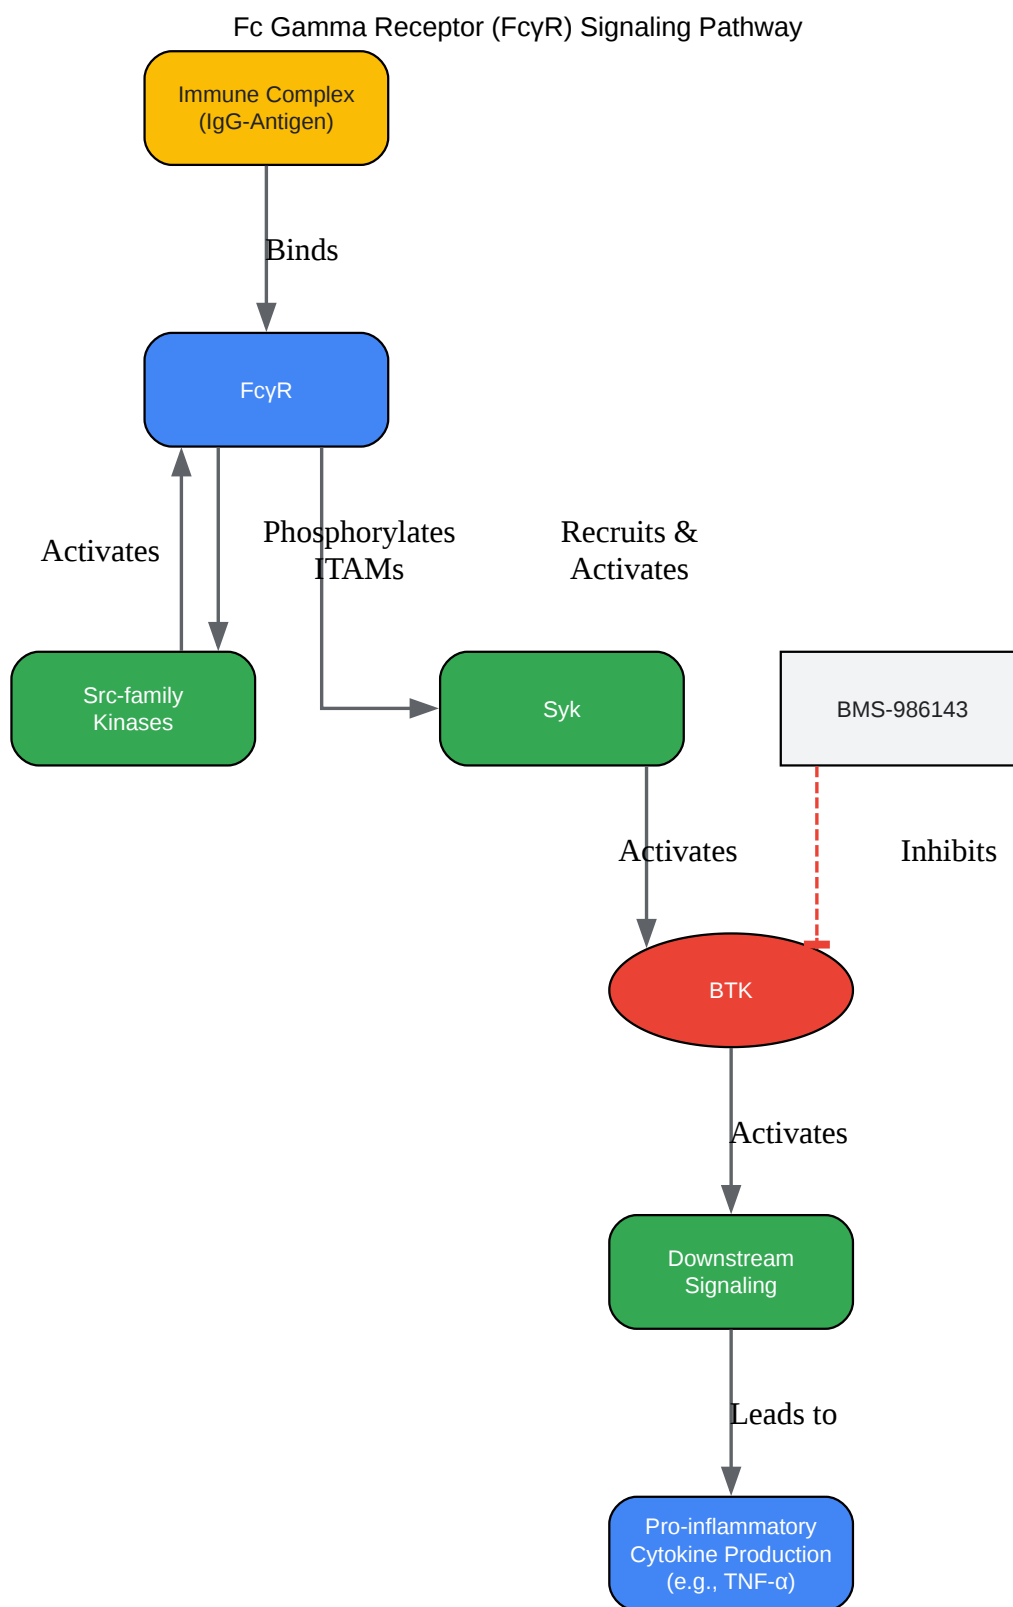 Fc Gamma Receptor (FcγR) Signaling Pathway
Immune Complex
(IgG-Antigen)
Binds
FcγR
Activates
Phosphorylates
ITAMs
Recruits &
Activates
Src-family
Kinases
Syk
BMS-986143
Activates
Inhibits
BTK
Activates
Downstream
Signaling
Leads to
Pro-inflammatory
Cytokine Production
(e.g., TNF-α)